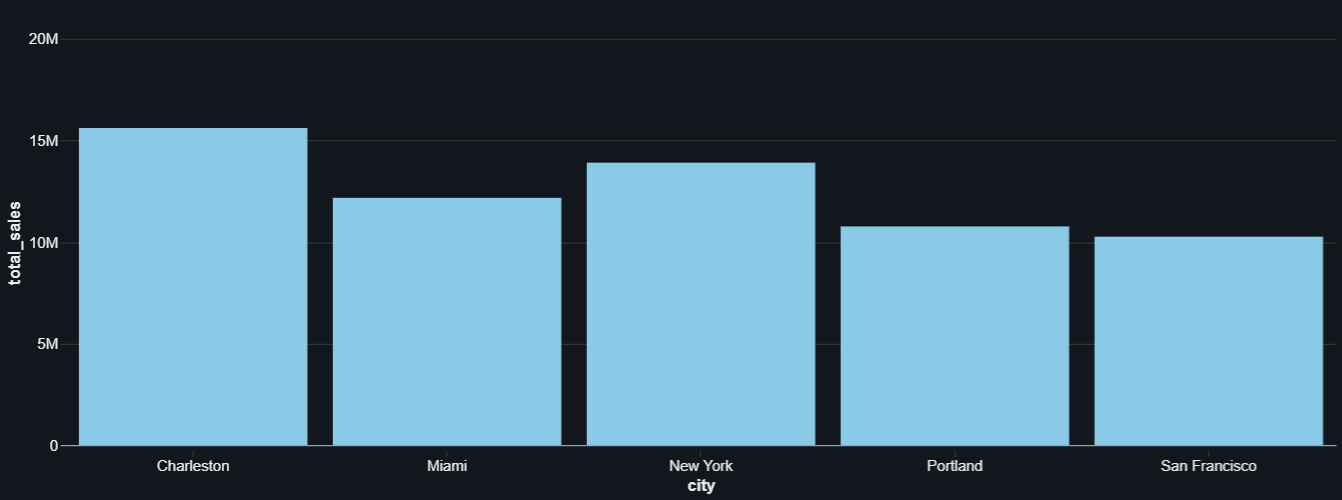 20M
15M
10M
5M
0
total_sales
Charleston Miami New York Portland San Francisco
city